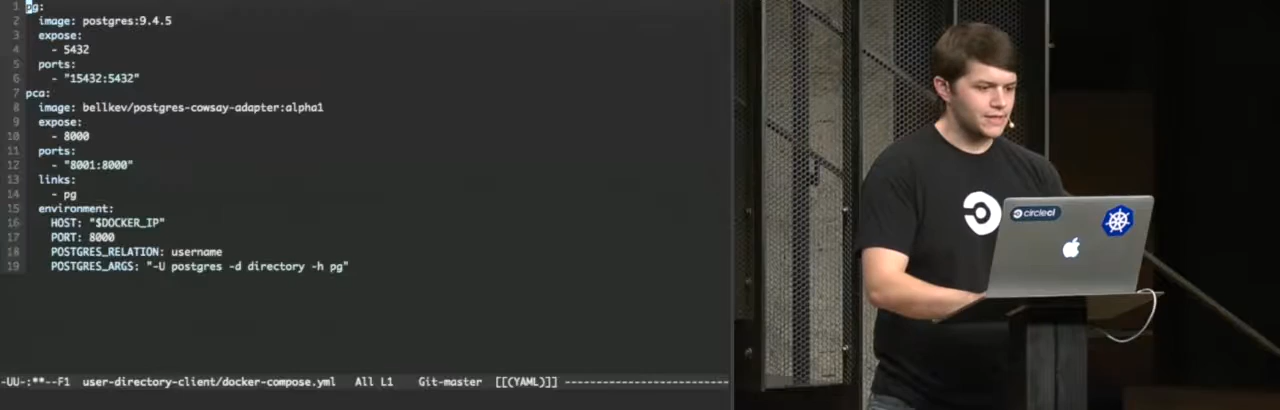 1 pg:
2 image: postgres:9.4.5
3 expose:
4 - 5432
5 ports:
6 - "15432:5432"
7 pca:
8 image: bellkev/postgres-cowsay-adapter:alpha1
9 expose:
10 - 8000
11 ports:
12 - "8001:8000"
13 links:
14 - pg
15 environment:
16 HOST: "$DOCKER_IP"
17 PORT: 8000
18 POSTGRES_RELATION: username
19 POSTGRES_ARGS: "-U postgres -d directory -h pg"
-UU-:**--F1 user-directory-client/docker-compose.yml All L1 Git-master [[(YAML)]] ----------------------------
circleci